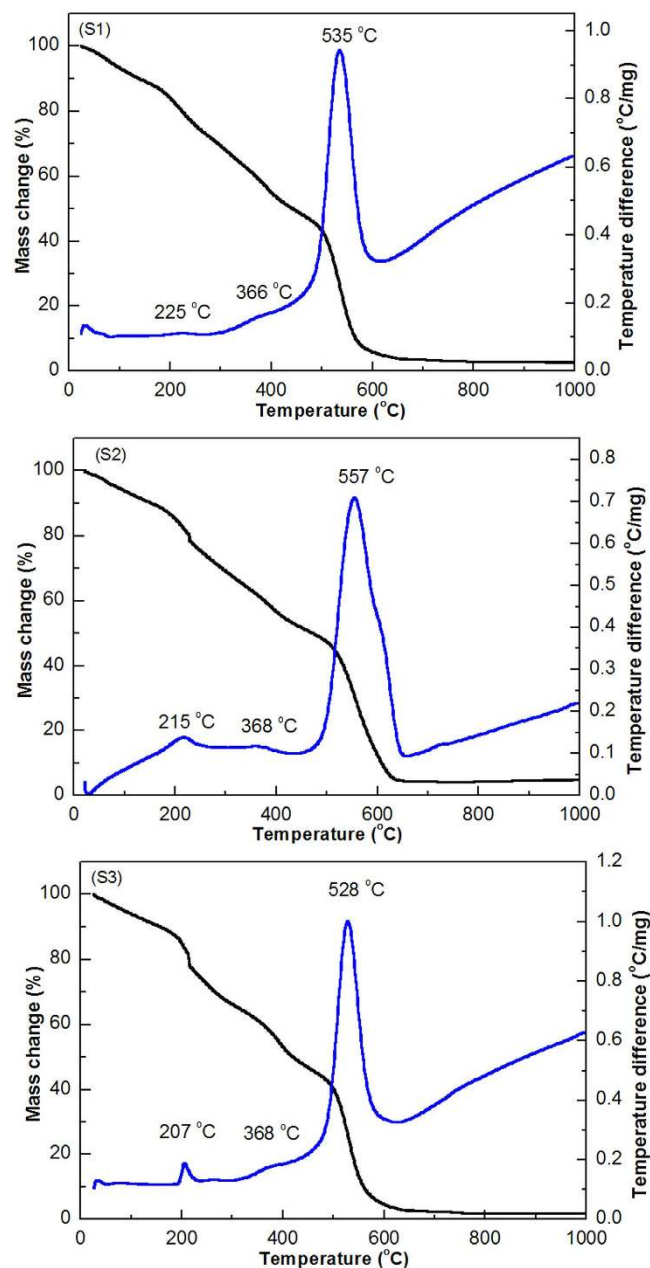 (S1)
535 °C
366 °C
225 °C
100
80
60
40
20
0
1.0
0.8
0.6
0.4
0.2
0.0
0 200 400 600 800 1000
Mass change (%)
Temperature difference (°C/mg)
Temperature (°C)
(S2)
557 °C
215 °C
368 °C
100
80
60
40
20
0
0.8
0.7
0.6
0.5
0.4
0.3
0.2
0.1
0.0
0 200 400 600 800 1000
Mass change (%)
Temperature difference (°C/mg)
Temperature (°C)
(S3)
528 °C
207 °C
368 °C
100
80
60
40
20
0
1.2
1.0
0.8
0.6
0.4
0.2
0.0
0 200 400 600 800 1000
Mass change (%)
Temperature difference (°C/mg)
Temperature (°C)